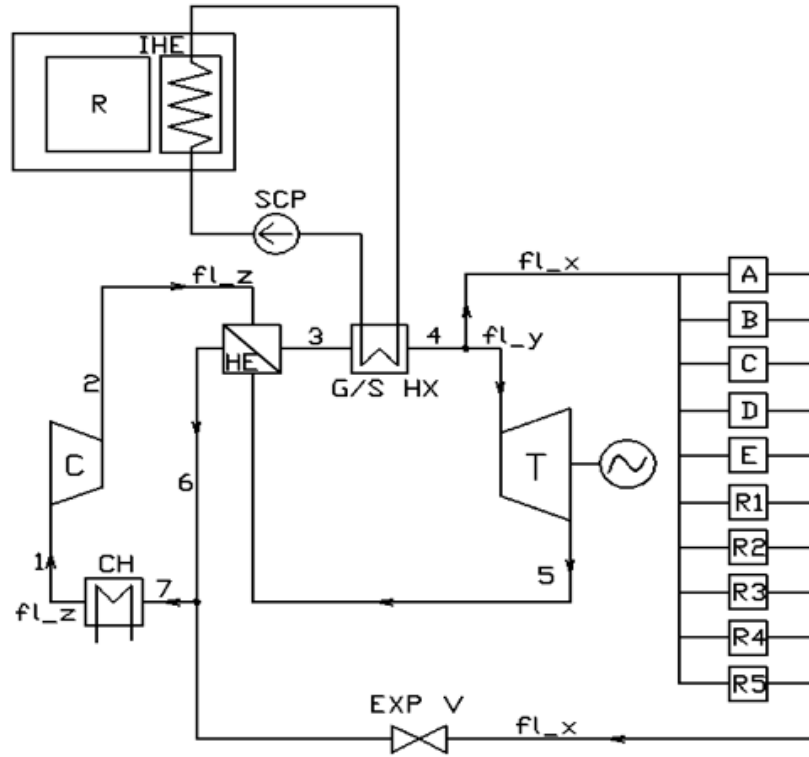 IHE
R
SCP
fl_x
A
fl_z
B
3
4
fl_y
HE
C
G/S HX
2
D
C
T
E
6
R1
R2
1
CH
7
5
R3
fl_z
R4
R5
EXP V
fl_x